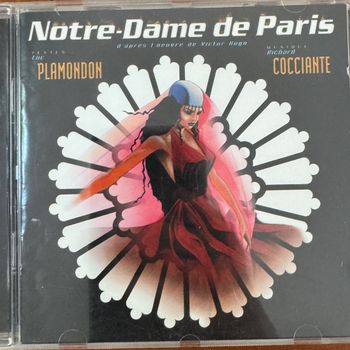 Notre-Dame de Paris
d'après l'oeuvre de Victor Hugo
TEXTES
Luc
PLAMONDON
MUSIQUE
Richard
COCCIANTE